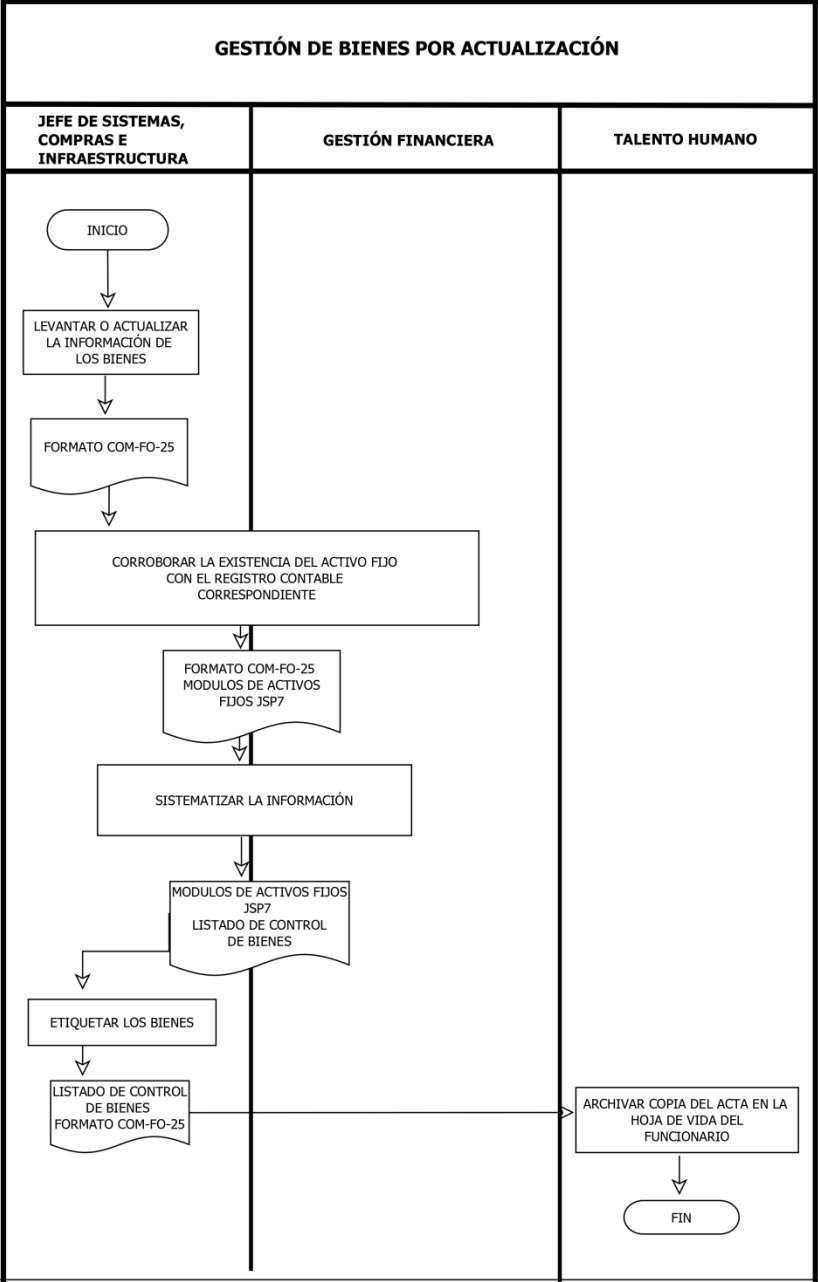 GESTIÓN DE BIENES POR ACTUALIZACIÓN
JEFE DE SISTEMAS,
COMPRAS E
INFRAESTRUCTURA
GESTIÓN FINANCIERA
TALENTO HUMANO
INICIO
LEVANTAR O ACTUALIZAR
LA INFORMACIÓN DE
LOS BIENES
FORMATO COM-FO-25
CORROBORAR LA EXISTENCIA DEL ACTIVO FIJO
CON EL REGISTRO CONTABLE
CORRESPONDIENTE
FORMATO COM-FO-25
MODULOS DE ACTIVOS
FIJOS JSP7
SISTEMATIZAR LA INFORMACIÓN
MODULOS DE ACTIVOS FIJOS
JSP7
LISTADO DE CONTROL
DE BIENES
ETIQUETAR LOS BIENES
LISTADO DE CONTROL
DE BIENES
FORMATO COM-FO-25
ARCHIVAR COPIA DEL ACTA EN LA
HOJA DE VIDA DEL
FUNCIONARIO
FIN